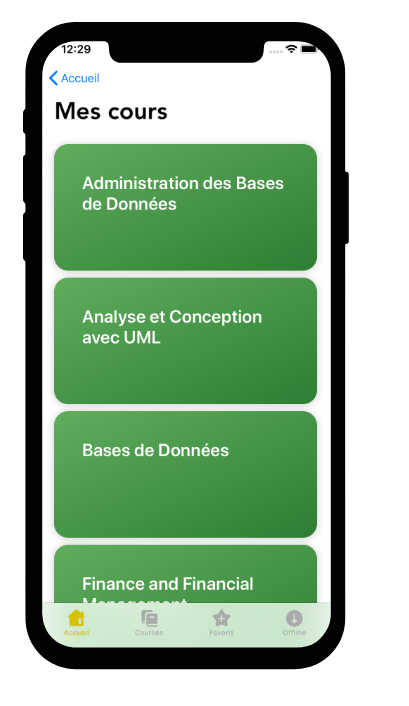 12:29
Accueil
Mes cours
Administration des Bases
de Données
Analyse et Conception
avec UML
Bases de Données
Finance and Financial
Management
Accueil
Courses
Favoris
Offline